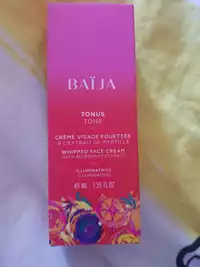 BAÏJA
TONUS
TONE
CRÈME VISAGE FOUETTÉE
À L'EXTRAIT DE MYRTILLE
WHIPPED FACE CREAM
WITH BLUEBERRY EXTRACT
ILLUMINATRICE
ILLUMINATING
40 ML / 1.35 FL.OZ